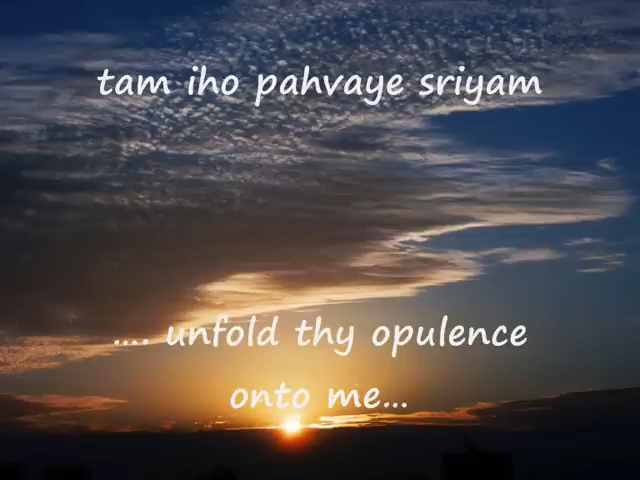 tam iho pahvaye sriyam
.... unfold thy opulence
onto me...